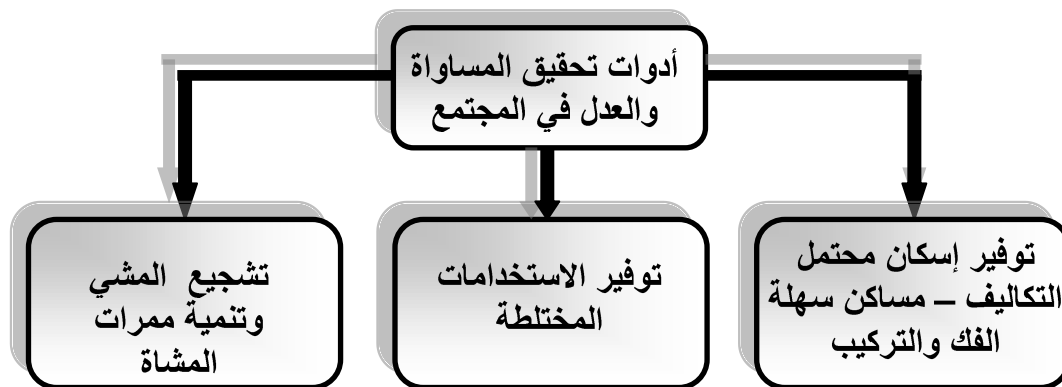 أدوات تحقيق المساواة
والعدل في المجتمع
توفير إسكان محتمل
التكاليف – مساكن سهلة
الفك والتركيب
توفير الاستخدامات
المختلطة
تشجيع المشي
وتنمية ممرات
المشاة